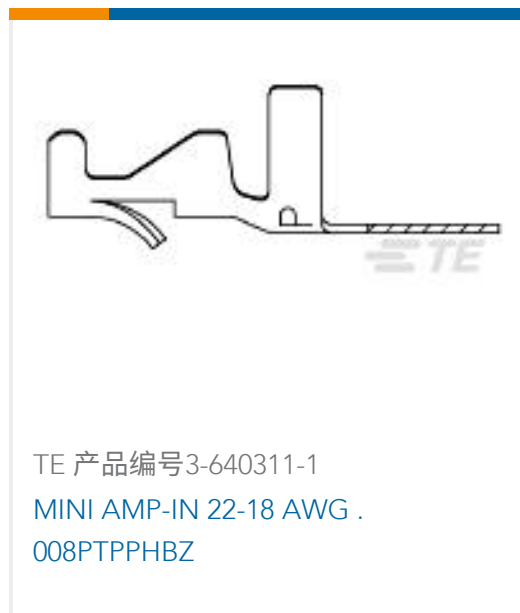 TE
TE 产品编号3-640311-1
MINI AMP-IN 22-18 AWG .
008PTPPHBZ